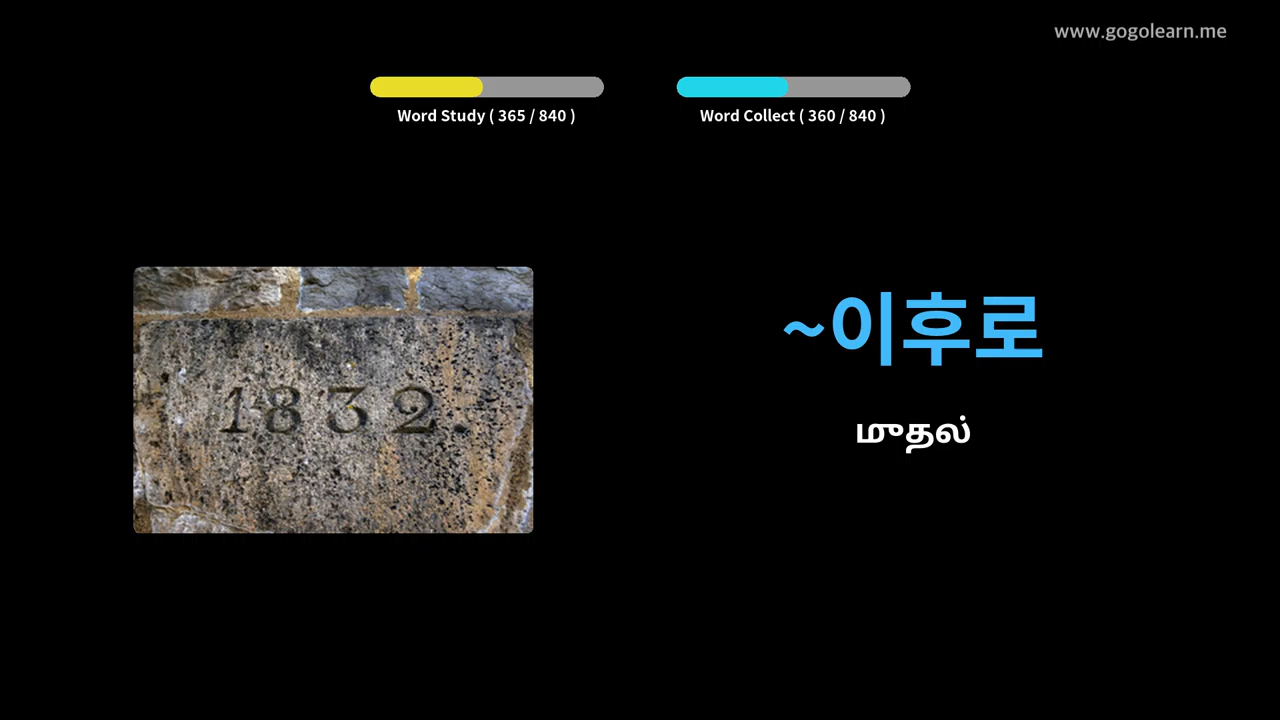 www.gogolearn.me
Word Study ( 365 / 840 )
Word Collect ( 360 / 840 )
1832.
~이후로
முதல்